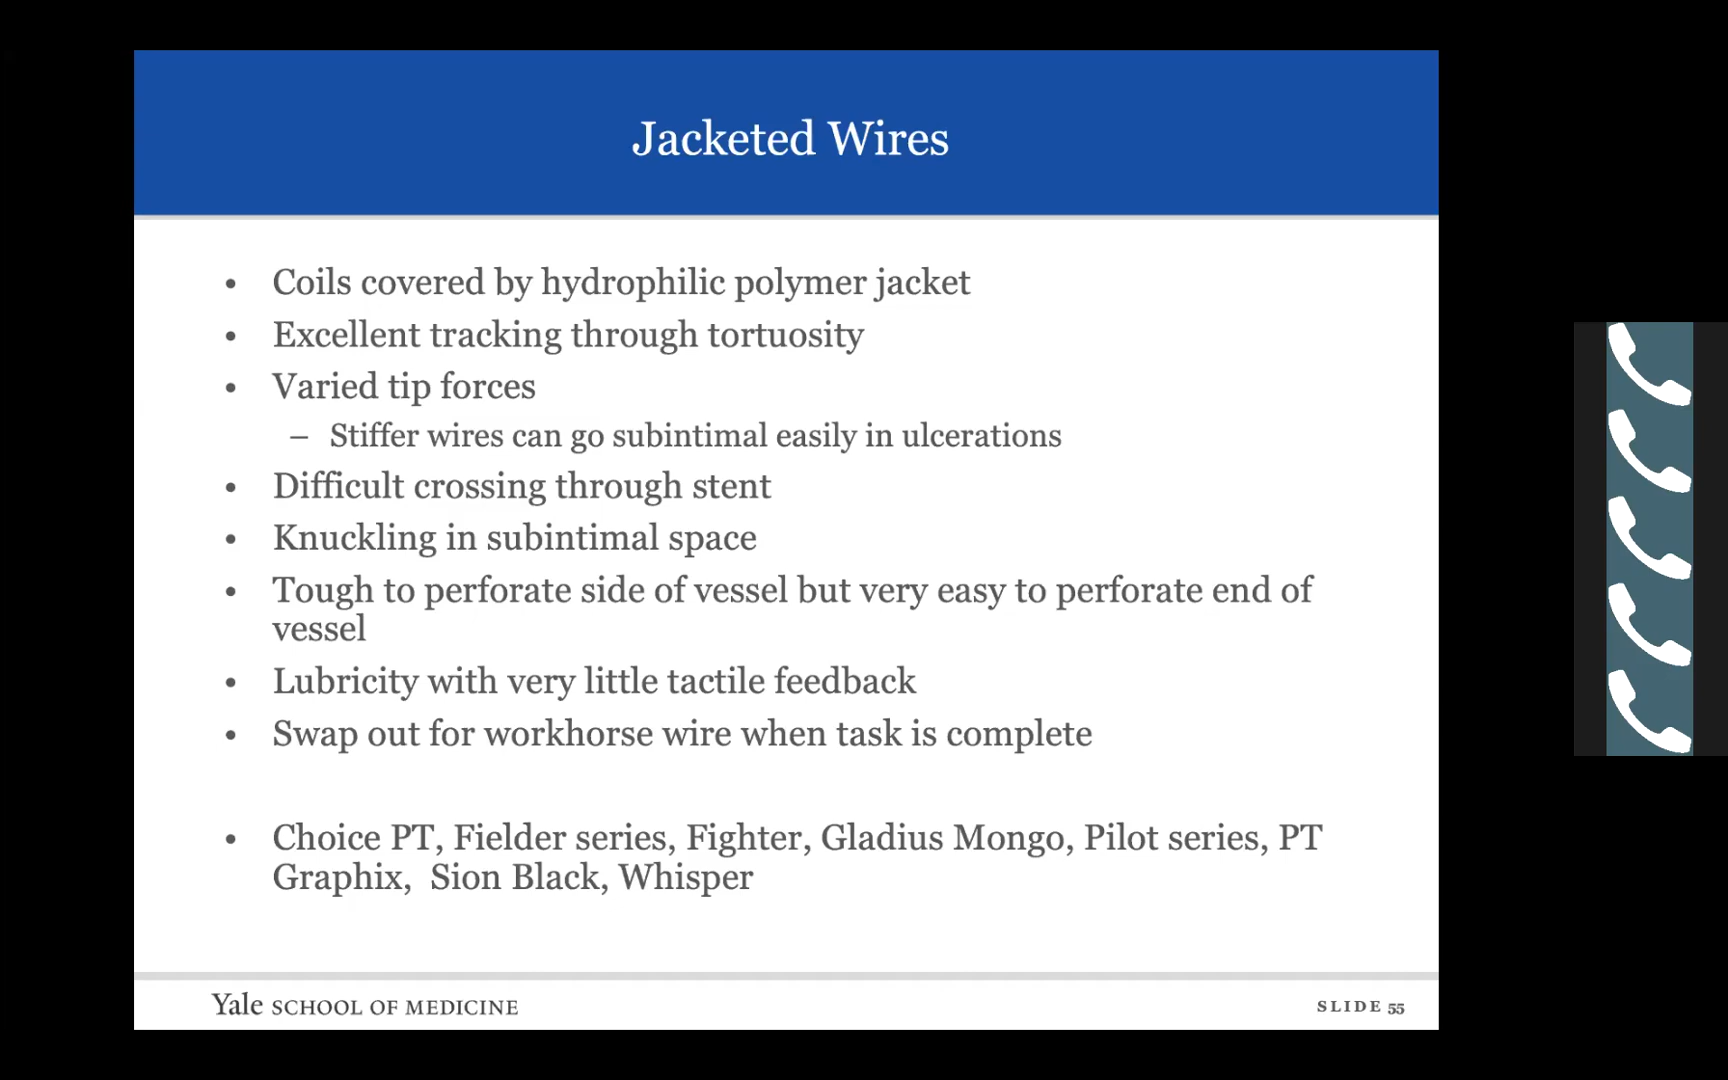 Jacketed Wires
• Coils covered by hydrophilic polymer jacket
• Excellent tracking through tortuosity
• Varied tip forces
– Stiffer wires can go subintimal easily in ulcerations
• Difficult crossing through stent
• Knuckling in subintimal space
• Tough to perforate side of vessel but very easy to perforate end of
vessel
• Lubricity with very little tactile feedback
• Swap out for workhorse wire when task is complete
• Choice PT, Fielder series, Fighter, Gladius Mongo, Pilot series, PT
Graphix, Sion Black, Whisper
Yale SCHOOL OF MEDICINE
SLIDE 55